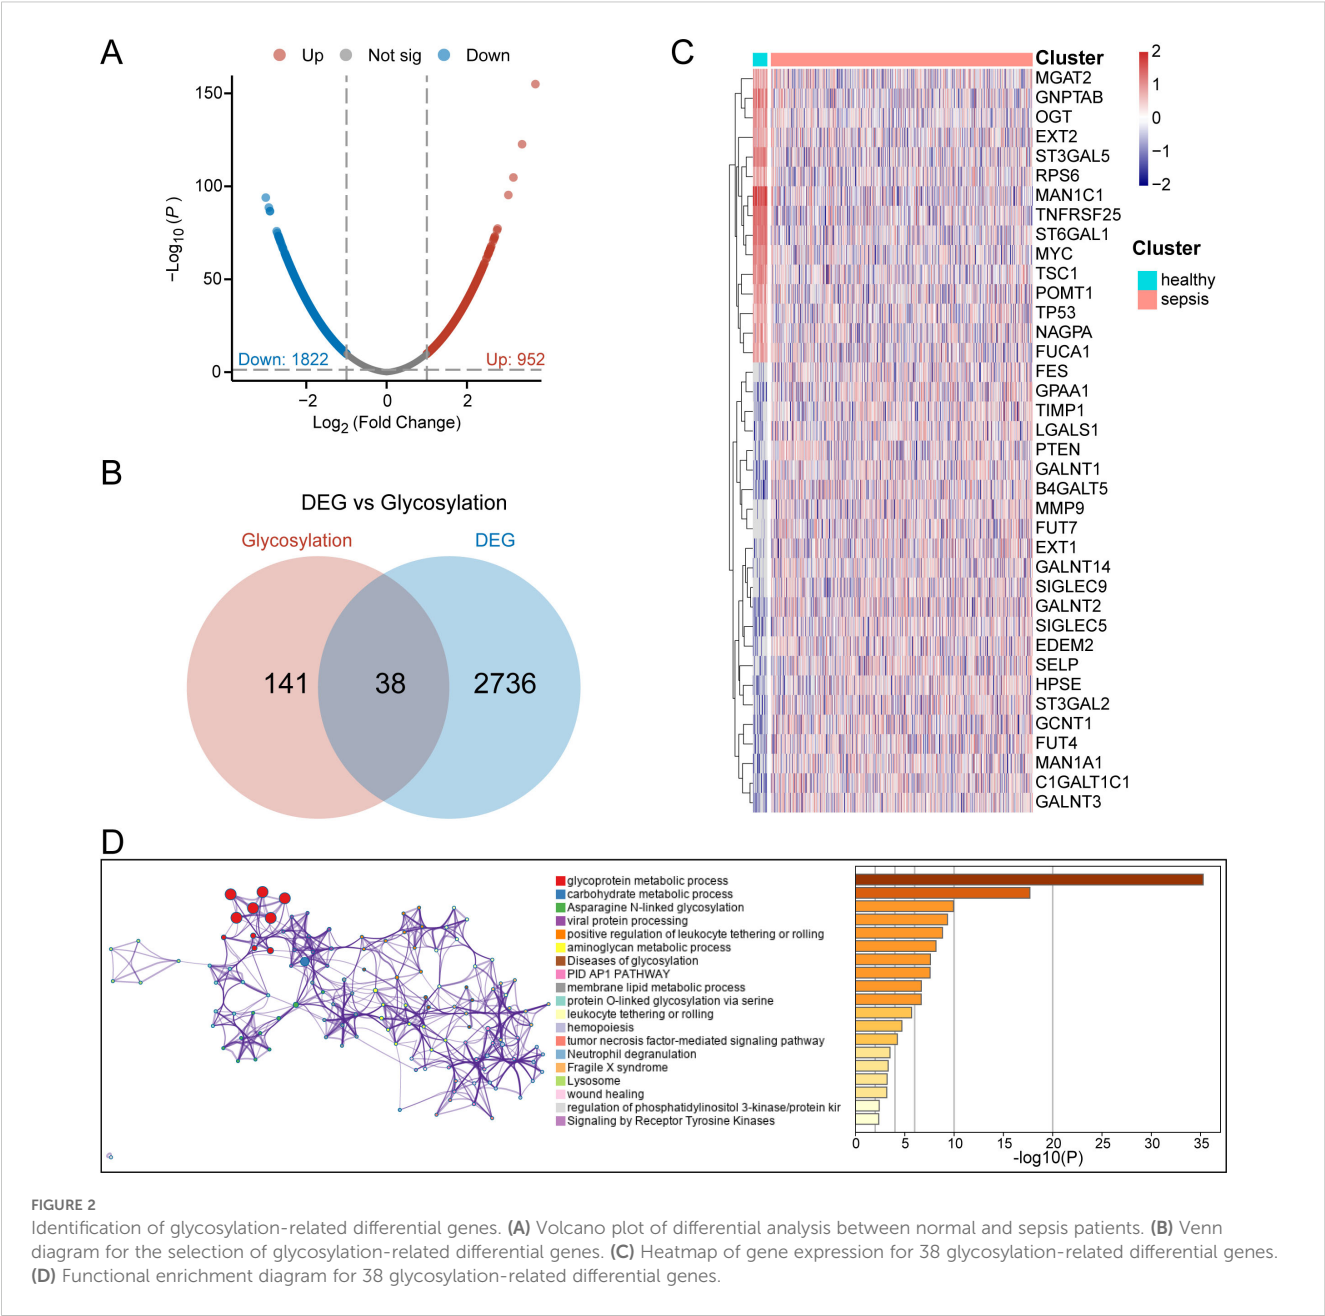 A
Up
Not sig
Down
150
100
50
0
−Log10 (P )
Down: 1822
Up: 952
−2
0
2
Log2 (Fold Change)
B
DEG vs Glycosylation
Glycosylation
DEG
141
38
2736
C
Cluster
MGAT2
GNPTAB
OGT
EXT2
ST3GAL5
RPS6
MAN1C1
TNFRSF25
ST6GAL1
MYC
TSC1
POMT1
TP53
NAGPA
FUCA1
FES
GPAA1
TIMP1
LGALS1
PTEN
GALNT1
B4GALT5
MMP9
FUT7
EXT1
GALNT14
SIGLEC9
GALNT2
SIGLEC5
EDEM2
SELP
HPSE
ST3GAL2
GCNT1
FUT4
MAN1A1
C1GALT1C1
GALNT3
2
1
0
−1
−2
Cluster
healthy
sepsis
D
glycoprotein metabolic process
carbohydrate metabolic process
Asparagine N-linked glycosylation
viral protein processing
positive regulation of leukocyte tethering or rolling
aminoglycan metabolic process
Diseases of glycosylation
PID AP1 PATHWAY
membrane lipid metabolic process
protein O-linked glycosylation via serine
leukocyte tethering or rolling
hemopoiesis
tumor necrosis factor-mediated signaling pathway
Neutrophil degranulation
Fragile X syndrome
Lysosome
wound healing
regulation of phosphatidylinositol 3-kinase/protein kir
Signaling by Receptor Tyrosine Kinases
0
5
10
15
20
25
30
35
-log10(P)
FIGURE 2
Identification of glycosylation-related differential genes. (A) Volcano plot of differential analysis between normal and sepsis patients. (B) Venn
diagram for the selection of glycosylation-related differential genes. (C) Heatmap of gene expression for 38 glycosylation-related differential genes.
(D) Functional enrichment diagram for 38 glycosylation-related differential genes.